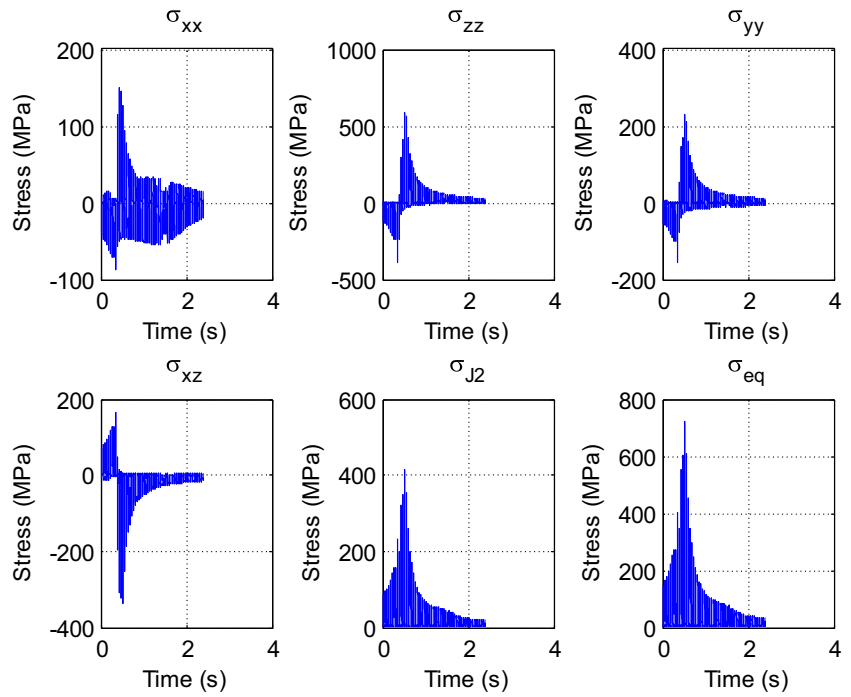 σxx
Stress (MPa)
200
100
0
-100
0
2
4
Time (s)
σzz
Stress (MPa)
1000
500
0
-500
0
2
4
Time (s)
σyy
Stress (MPa)
400
200
0
-200
0
2
4
Time (s)
σxz
Stress (MPa)
200
0
-200
-400
0
2
4
Time (s)
σJ2
Stress (MPa)
600
400
200
0
0
2
4
Time (s)
σeq
Stress (MPa)
800
600
400
200
0
0
2
4
Time (s)